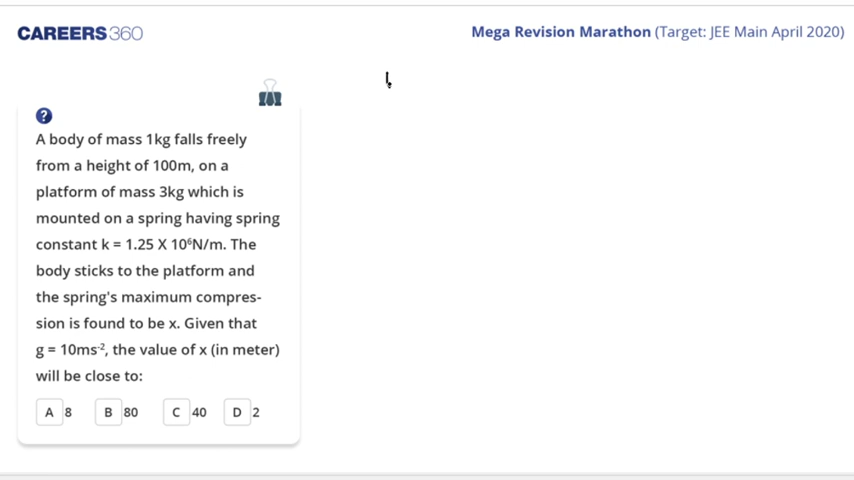 CAREERS360
Mega Revision Marathon (Target: JEE Main April 2020)
?
A body of mass 1kg falls freely
from a height of 100m, on a
platform of mass 3kg which is
mounted on a spring having spring
constant k = 1.25 X 10⁶N/m. The
body sticks to the platform and
the spring's maximum compres-
sion is found to be x. Given that
g = 10ms⁻², the value of x (in meter)
will be close to:
A 8 B 80 C 40 D 2